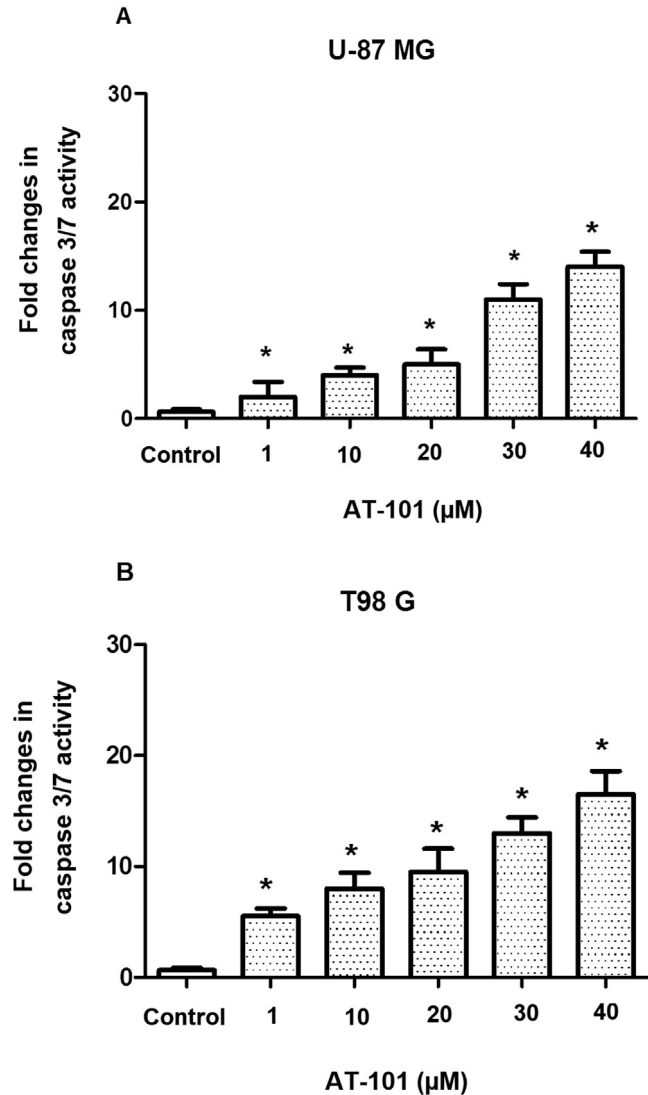 A
U-87 MG
Fold changes in
caspase 3/7 activity
30
20
10
0
*
*
*
*
*
Control 1 10 20 30 40
AT-101 (µM)
B
T98 G
Fold changes in
caspase 3/7 activity
30
20
10
0
*
*
*
*
*
Control 1 10 20 30 40
AT-101 (µM)